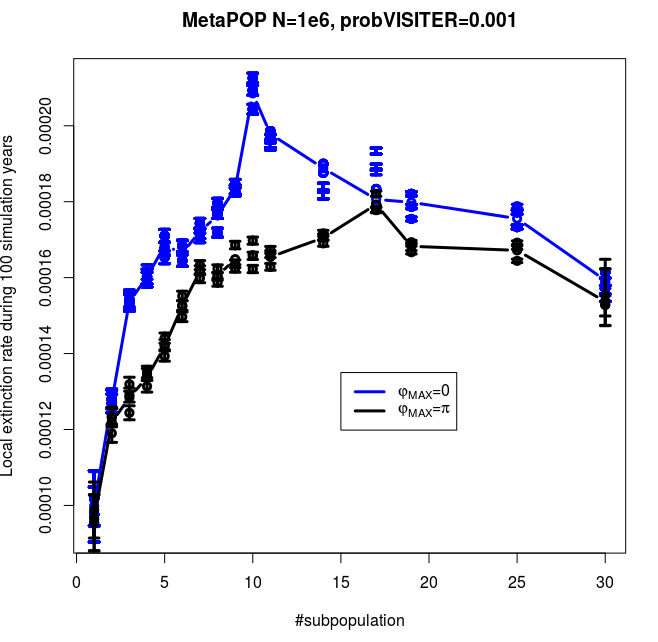 MetaPOP N=1e6, probVISITER=0.001
Local extinction rate during 100 simulation years
0.00020
0.00018
0.00016
0.00014
0.00012
0.00010
φMAX=0
φMAX=π
0 5 10 15 20 25 30
#subpopulation